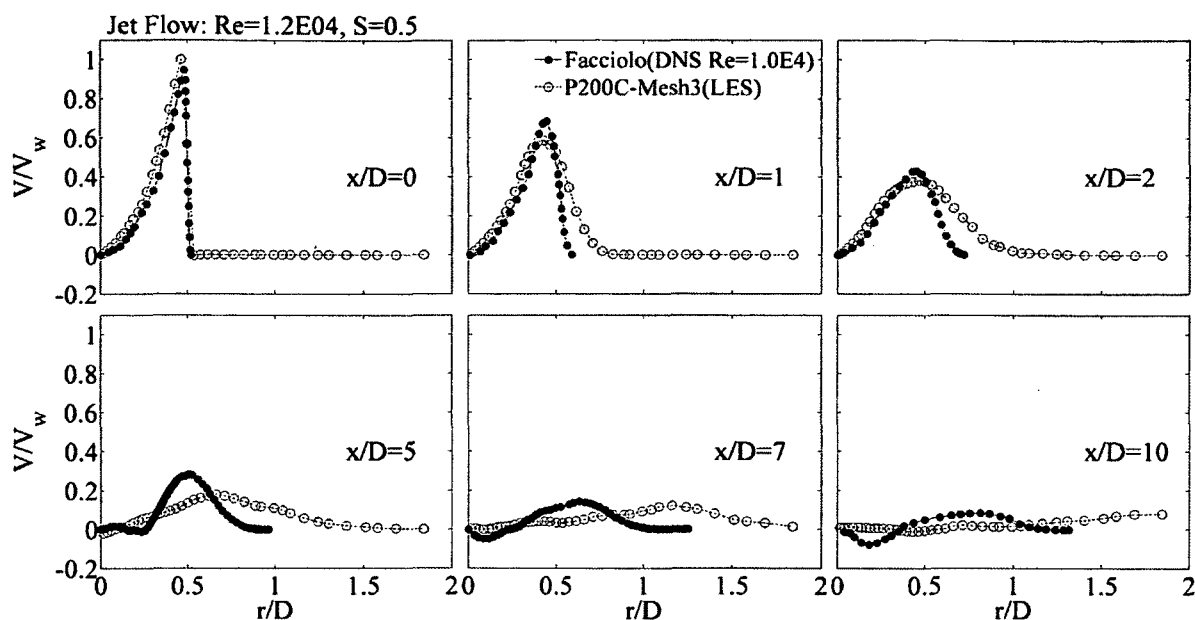 Jet Flow: Re=1.2E04, S=0.5
Facciolo(DNS Re=1.0E4)
P200C-Mesh3(LES)
1
0.8
0.6
0.4
0.2
0
-0.2
V/V_w
x/D=0
x/D=1
x/D=2
1
0.8
0.6
0.4
0.2
0
-0.2
V/V_w
x/D=5
x/D=7
x/D=10
0 0.5 1 1.5 2 0 0.5 1 1.5 2 0 0.5 1 1.5 2
r/D r/D r/D